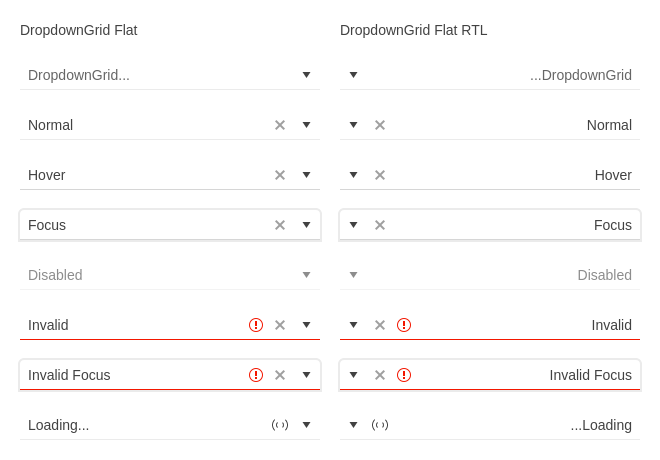 DropdownGrid Flat
DropdownGrid...
Normal
Hover
Focus
Disabled
Invalid
Invalid Focus
Loading...
DropdownGrid Flat RTL
...DropdownGrid
Normal
Hover
Focus
Disabled
Invalid
Invalid Focus
...Loading